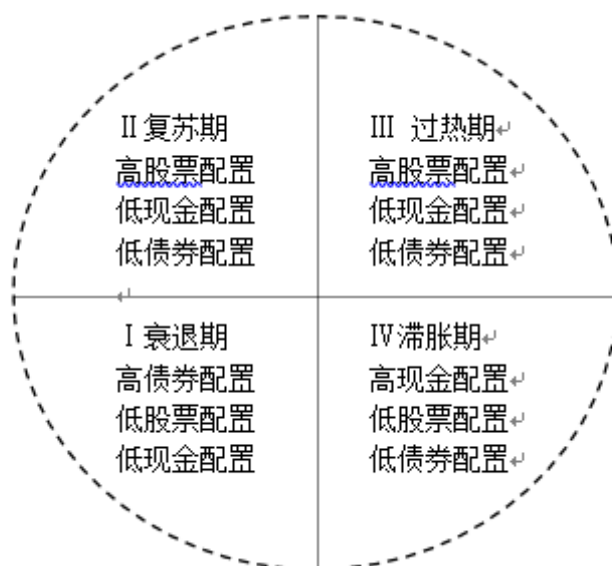 Ⅱ复苏期
高股票配置
低现金配置
低债券配置
Ⅲ 过热期
高股票配置
低现金配置
低债券配置
Ⅰ衰退期
高债券配置
低股票配置
低现金配置
Ⅳ滞胀期
高现金配置
低股票配置
低债券配置